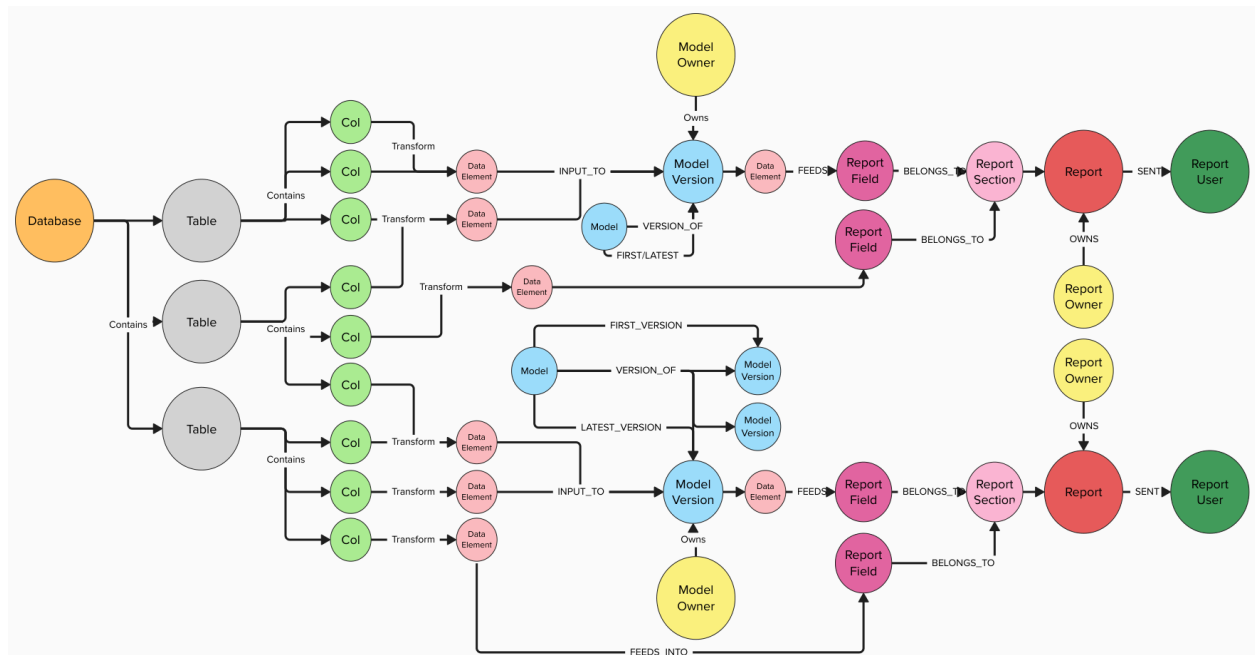 Model
Owner
Owns
Col
Transform
Col
Data
Element
INPUT_TO
Model
Version
Data
Element
FEEDS
Report
Field
BELONGS_TO
Report
Section
Report
SENT
Report
User
Contains
Database
Table
Col
Transform
Data
Element
Model
VERSION_OF
FIRST/LATEST
Report
Field
BELONGS_TO
OWNS
Report
Owner
Col
Transform
Data
Element
Contains
Table
Contains
Col
FIRST_VERSION
Model
VERSION_OF
Model
Version
Report
Owner
Col
LATEST_VERSION
Model
Version
OWNS
Table
Col
Transform
Data
Element
Contains
Col
Transform
Data
Element
INPUT_TO
Model
Version
Data
Element
FEEDS
Report
Field
BELONGS_TO
Report
Section
Report
SENT
Report
User
Col
Transform
Data
Element
Owns
Model
Owner
Report
Field
BELONGS_TO
FEEDS_INTO